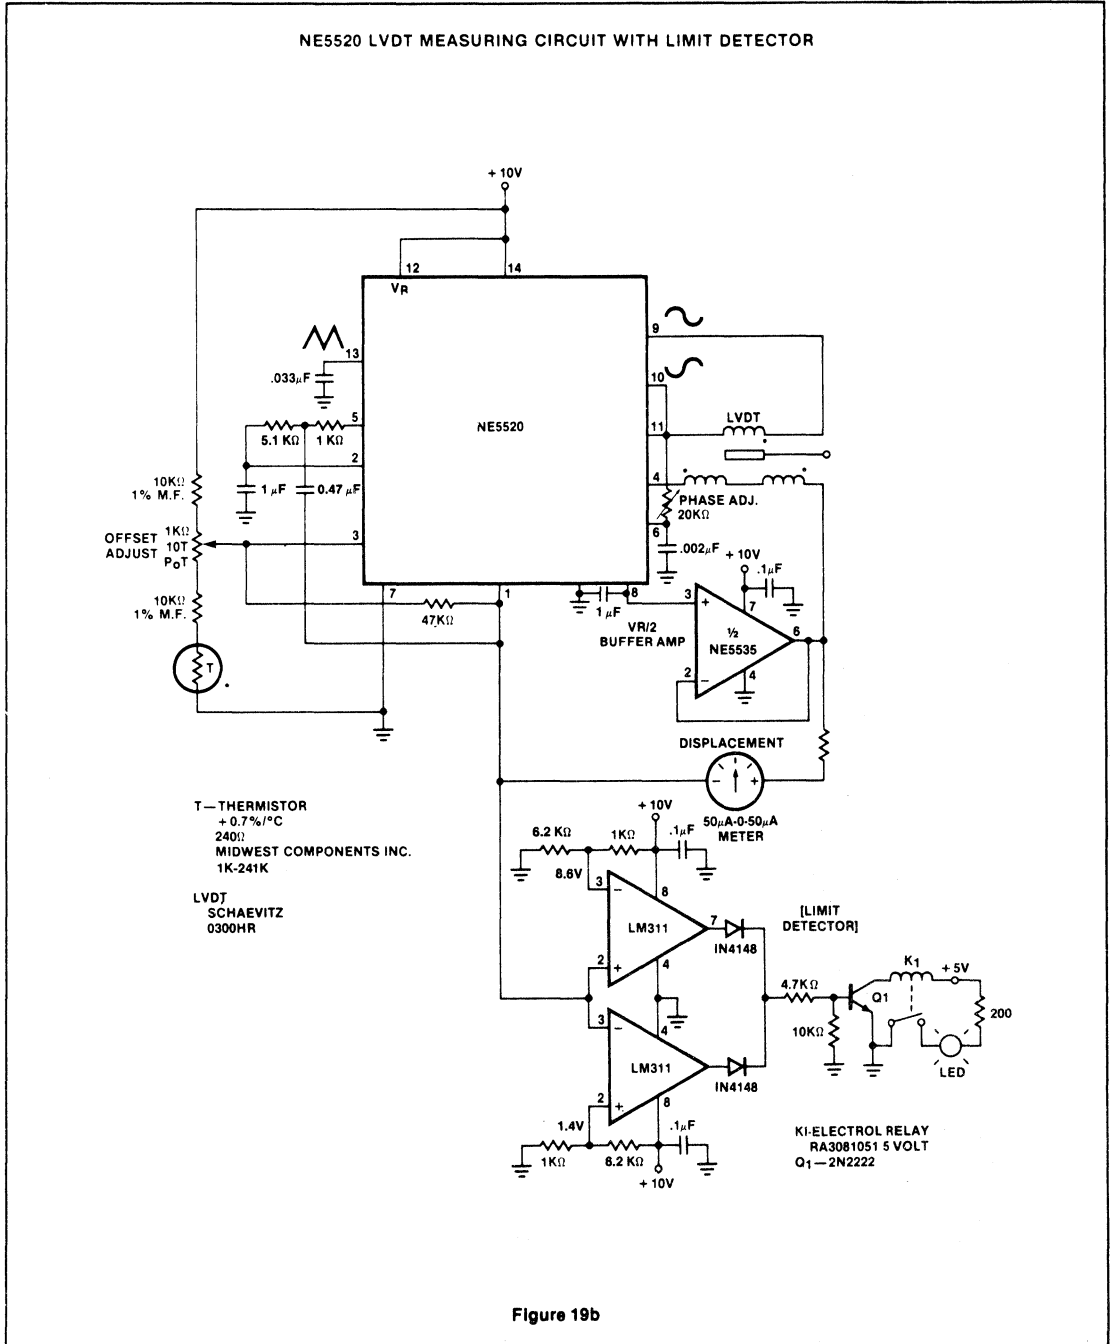 NE5520 LVDT MEASURING CIRCUIT WITH LIMIT DETECTOR
+ 10V
12
14
VR
13
.033µF
9
10
5
5.1 KΩ
1 KΩ
NE5520
11
LVDT
2
4
1 µF
0.47 µF
10KΩ
1% M.F.
PHASE ADJ.
20KΩ
OFFSET
ADJUST
1KΩ
10T
PoT
3
6
.002µF
+ 10V
.1µF
10KΩ
1% M.F.
7
1
47KΩ
1 µF
8
VR/2
BUFFER AMP
3
+
7
½
NE5535
6
2
−
4
T
DISPLACEMENT
−
+
50µA-0-50µA
METER
T—THERMISTOR
+ 0.7%/°C
240Ω
MIDWEST COMPONENTS INC.
1K-241K
LVDT
SCHAEVITZ
0300HR
+ 10V
6.2 KΩ
1KΩ
.1µF
8.6V
3
−
8
LM311
7
IN4148
[LIMIT
DETECTOR]
2
+
4
K1
+ 5V
4.7KΩ
Q1
200
10KΩ
LED
3
−
4
LM311
IN4148
2
+
8
1.4V
.1µF
1KΩ
6.2 KΩ
+ 10V
KI-ELECTROL RELAY
RA3081051 5 VOLT
Q1—2N2222
Figure 19b